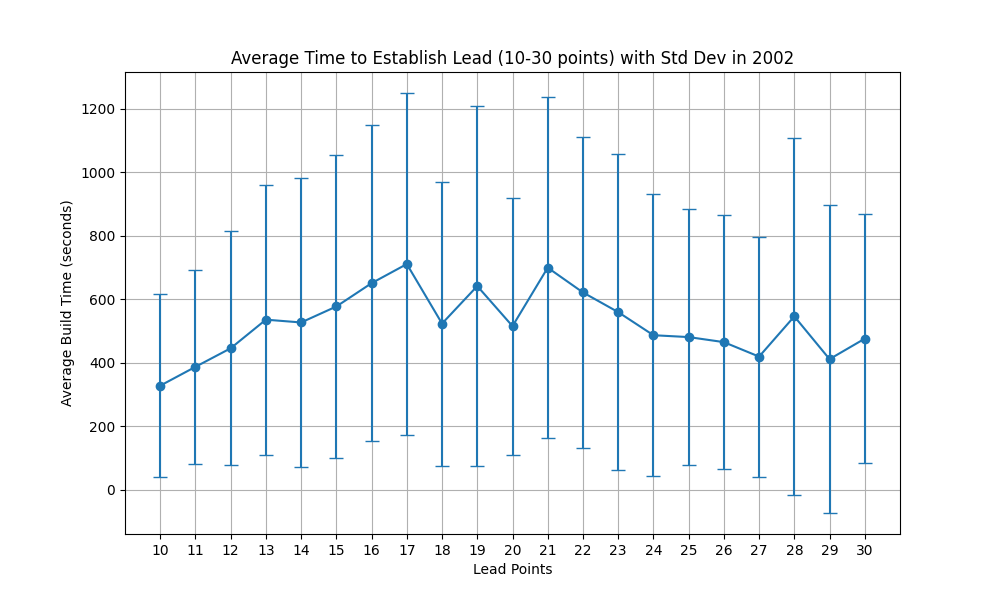 Average Time to Establish Lead (10-30 points) with Std Dev in 2002
Average Build Time (seconds)
1200
1000
800
600
400
200
0
10 11 12 13 14 15 16 17 18 19 20 21 22 23 24 25 26 27 28 29 30
Lead Points